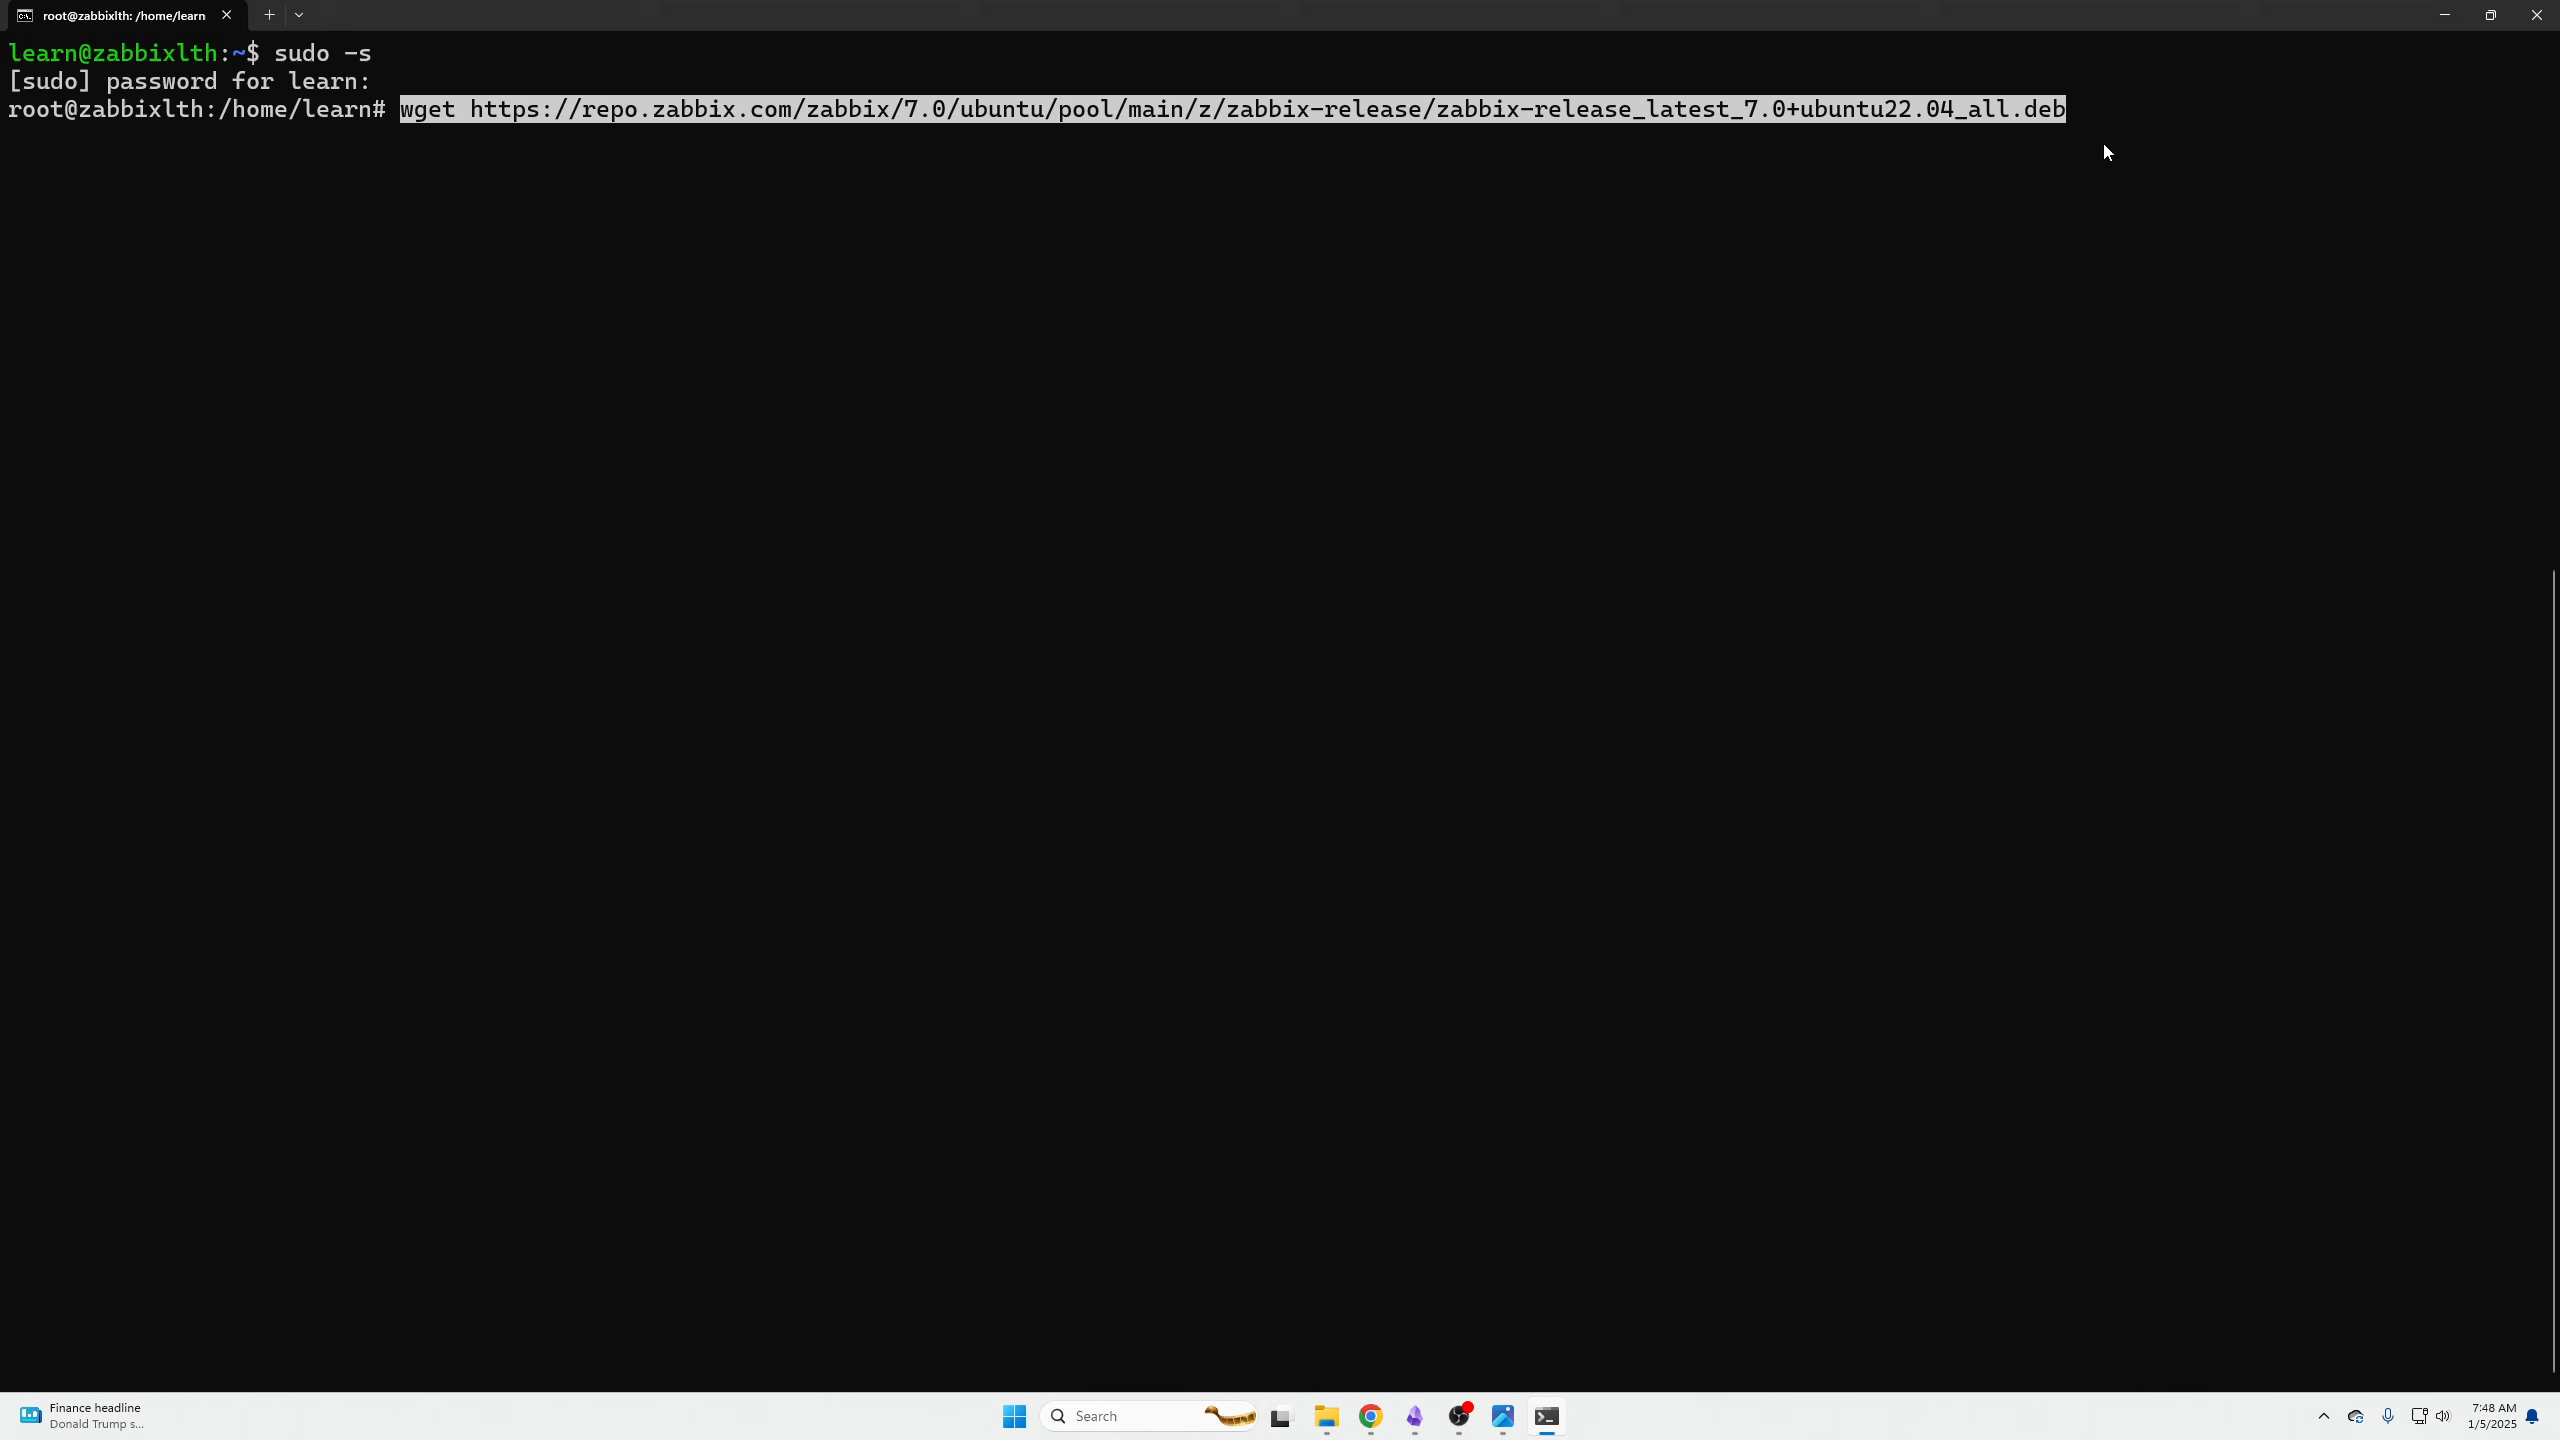 root@zabbixlth: /home/learn
learn@zabbixlth:~$ sudo -s
[sudo] password for learn:
root@zabbixlth:/home/learn# wget https://repo.zabbix.com/zabbix/7.0/ubuntu/pool/main/z/zabbix-release/zabbix-release_latest_7.0+ubuntu22.04_all.deb
Finance headline
Donald Trump s...
Search
7:48 AM
1/5/2025